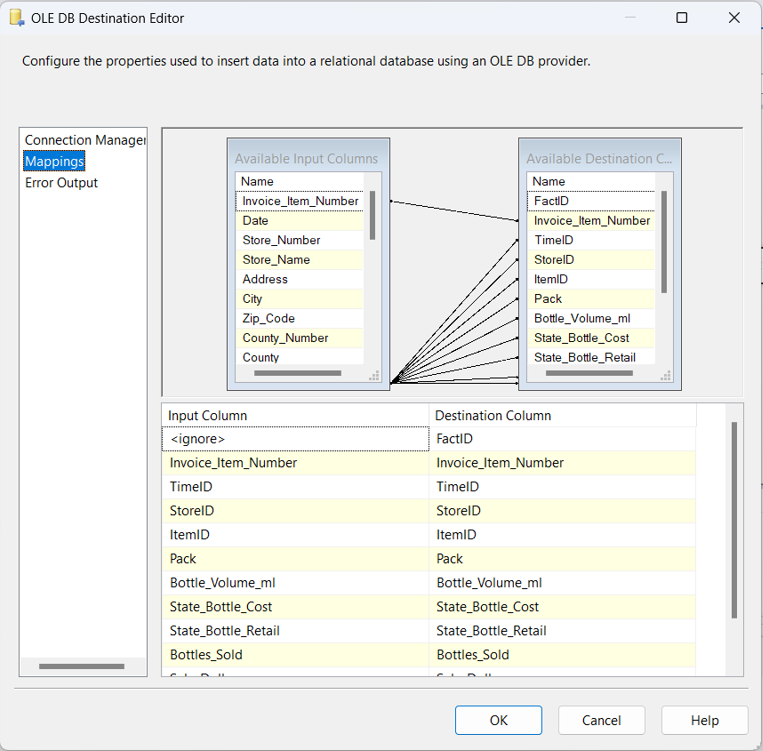 OLE DB Destination Editor
Configure the properties used to insert data into a relational database using an OLE DB provider.
Connection Manager
Mappings
Error Output
Available Input Columns
Name
Invoice_Item_Number
Date
Store_Number
Store_Name
Address
City
Zip_Code
County_Number
County
Available Destination C...
Name
FactID
Invoice_Item_Number
TimeID
StoreID
ItemID
Pack
Bottle_Volume_ml
State_Bottle_Cost
State_Bottle_Retail
Input Column Destination Column
<ignore> FactID
Invoice_Item_Number Invoice_Item_Number
TimeID TimeID
StoreID StoreID
ItemID ItemID
Pack Pack
Bottle_Volume_ml Bottle_Volume_ml
State_Bottle_Cost State_Bottle_Cost
State_Bottle_Retail State_Bottle_Retail
Bottles_Sold Bottles_Sold
OK Cancel Help